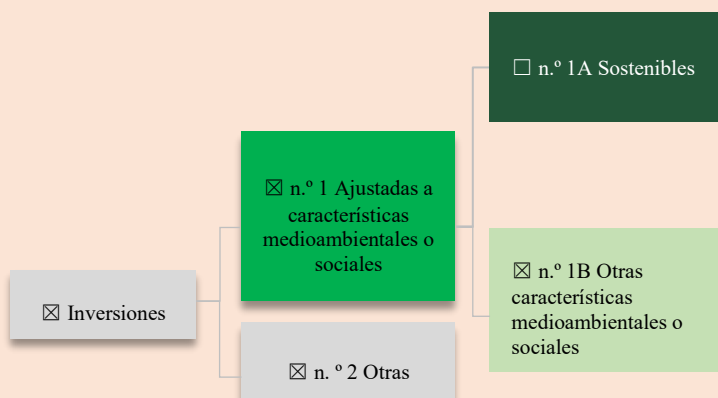 ☐ n.º 1A Sostenibles
☒ n.º 1 Ajustadas a
características
medioambientales o
sociales
☒ n.º 1B Otras
características
medioambientales o
sociales
☒ Inversiones
☒ n. º 2 Otras